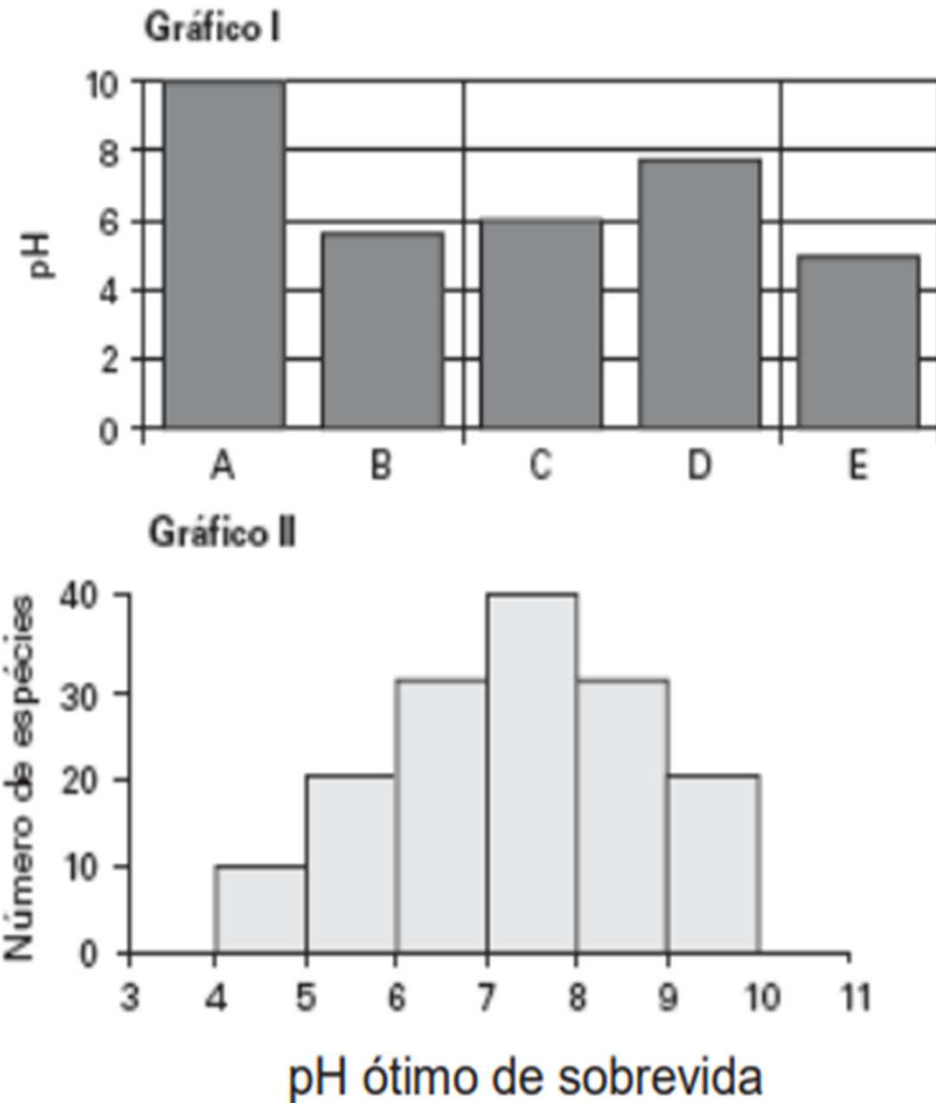 Gráfico I
10
8
6
4
2
0
pH
A B C D E
Gráfico II
40
30
20
10
0
Número de espécies
3 4 5 6 7 8 9 10 11
pH ótimo de sobrevida